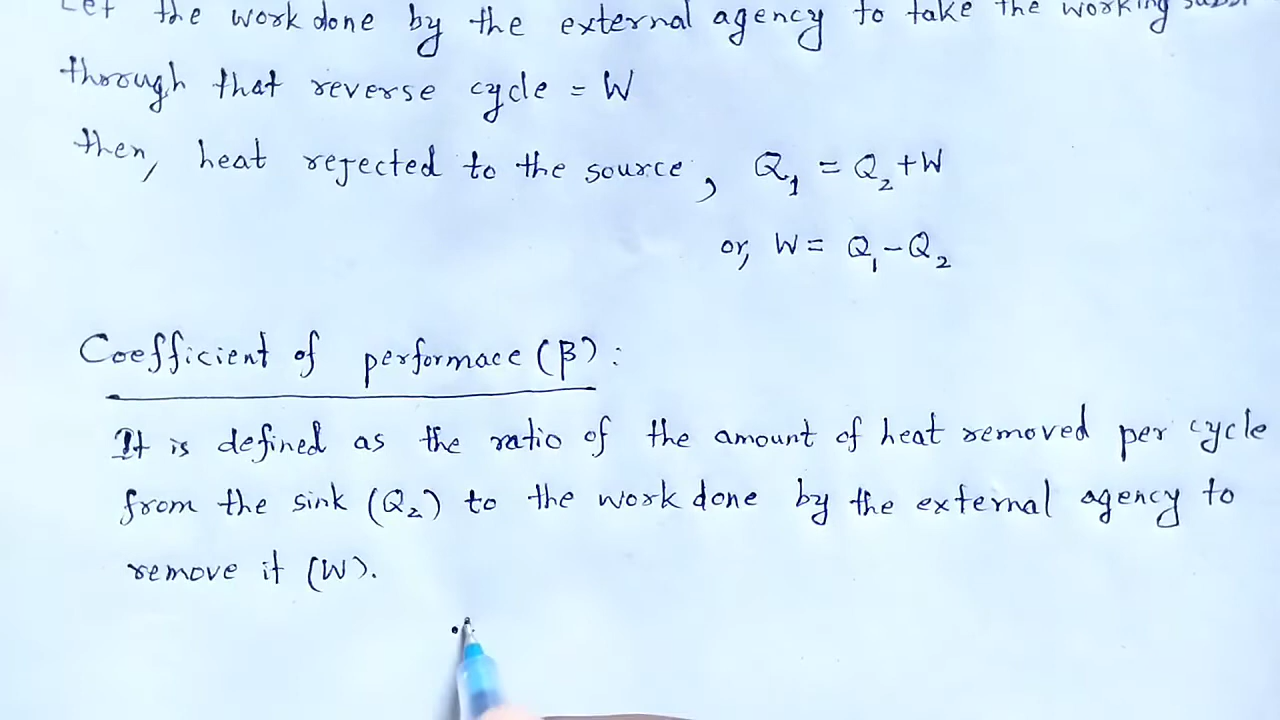 Let the work done by the external agency to take the working
through that reverse cycle = W
then, heat rejected to the source, Q₁ = Q₂+W
or, W = Q₁-Q₂
Coefficient of performace (β):
It is defined as the ratio of the amount of heat removed per cycle
from the sink (Q₂) to the work done by the external agency to
remove it (W).